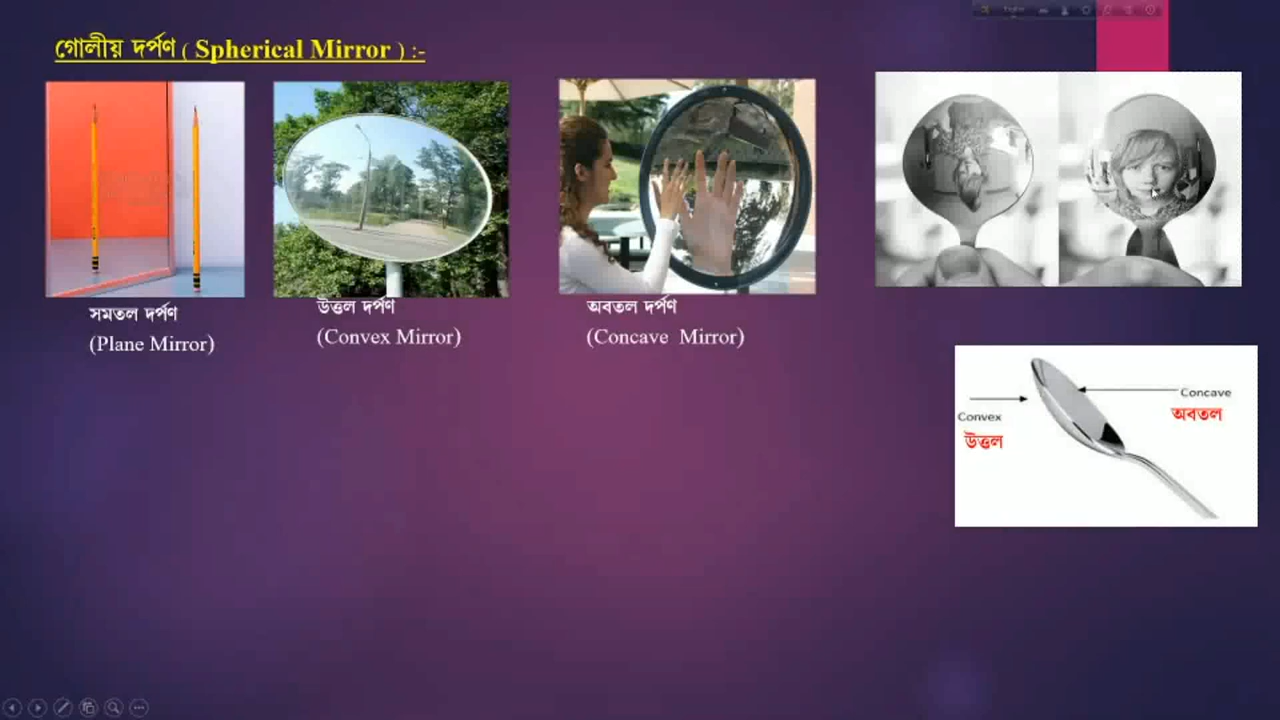 গোলীয় দর্পণ ( Spherical Mirror ) :-
সমতল দর্পণ
(Plane Mirror)
উত্তল দর্পণ
(Convex Mirror)
অবতল দর্পণ
(Concave Mirror)
Concave
অবতল
Convex
উত্তল